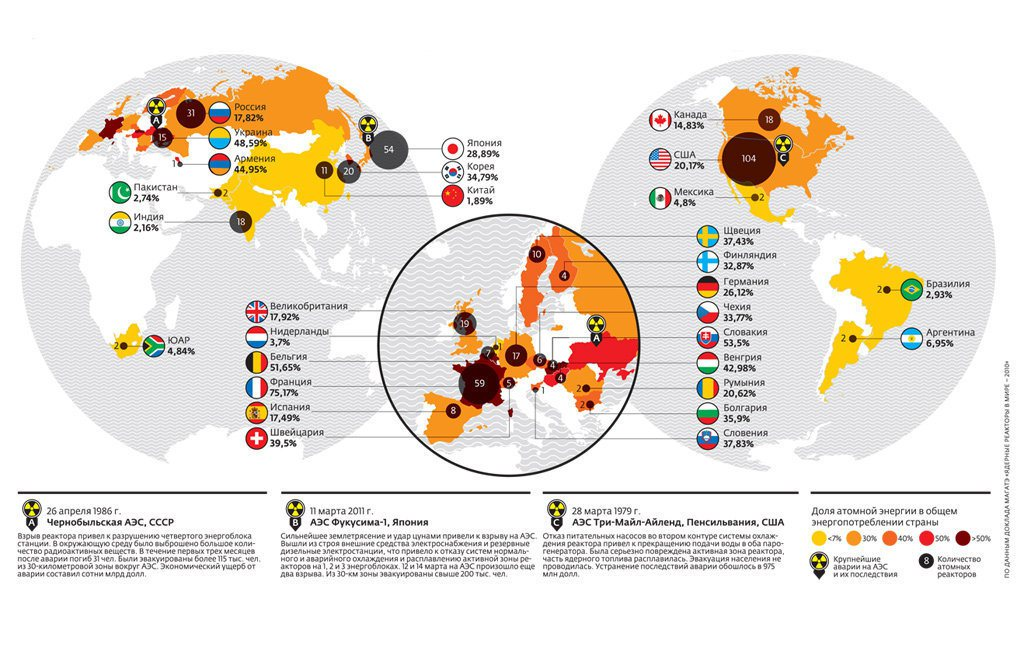 Россия
17,82%
31
A
15
Украина
48,59%
Армения
44,95%
1
B
54
Япония
28,89%
11
20
Корея
34,79%
Китай
1,89%
Пакистан
2,74%
2
Индия
2,16%
18
2
ЮАР
4,84%
Канада
14,83%
18
США
20,17%
104
C
Мексика
4,8%
2
Бразилия
2,93%
2
Аргентина
6,95%
2
Великобритания
17,92%
Нидерланды
3,7%
Бельгия
51,65%
Франция
75,17%
Испания
17,49%
Швейцария
39,5%
10
4
19
A
1
7
17
6
4
4
59
5
1
2
2
8
Щвеция
37,43%
Финляндия
32,87%
Германия
26,12%
Чехия
33,77%
Словакия
53,5%
Венгрия
42,98%
Румыния
20,62%
Болгария
35,9%
Словения
37,83%
A
26 апреля 1986 г.
Чернобыльская АЭС, СССР
Взрыв реактора привел к разрушению четвертого энергоблока
станции. В окружающую среду было выброшено большое коли-
чество радиоактивных веществ. В течение первых трех месяцев
после аварии погиб 31 чел. Были эвакуированы более 115 тыс. чел.
из 30-километровой зоны вокруг АЭС. Экономический ущерб от
аварии составил сотни млрд долл.
B
11 марта 2011 г.
АЭС Фукусима-1, Япония
Сильнейшее землетрясение и удар цунами привели к взрыву на АЭС.
Вышли из строя внешние средства электроснабжения и резервные
дизельные электростанции, что привело к отказу систем нормаль-
ного и аварийного охлаждения и расплавлению активной зоны ре-
акторов на 1, 2 и 3 энергоблоках. 12 и 14 марта на АЭС произошло еще
два взрыва. Из 30-км зоны эвакуированы свыше 200 тыс. чел.
C
28 марта 1979 г.
АЭС Три-Майл-Айленд, Пенсильвания, США
Отказ питательных насосов во втором контуре системы охлаж-
дения реактора привел к прекращению подачи воды в оба паро-
генератора. Была серьезно повреждена активная зона реактора,
часть ядерного топлива расплавилась. Эвакуация населения не
проводилась. Устранение последствий аварии обошлось в 975
млн долл.
Доля атомной энергии в общем
энергопотреблении страны
<7%
30%
40%
50%
>50%
Крупнейшие
аварии на АЭС
и их последствия
8
Количество
атомных
реакторов
ПО ДАННЫМ ДОКЛАДА МАГАТЭ «ЯДЕРНЫЕ РЕАКТОРЫ В МИРЕ – 2010»